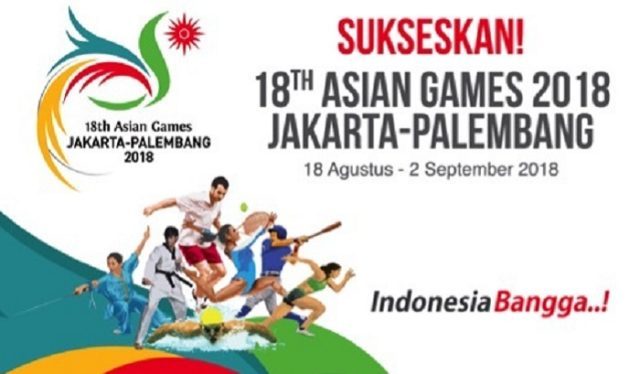 18th Asian Games
JAKARTA-PALEMBANG
2018
SUKSESKAN!
18TH ASIAN GAMES 2018
JAKARTA-PALEMBANG
18 Agustus - 2 September 2018
IndonesiaBangga..!